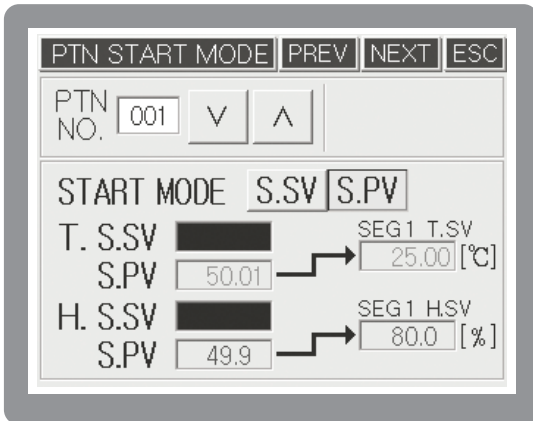 PTN START MODE PREV NEXT ESC
PTN NO. 001 ∨ ∧
START MODE S.SV S.PV
T. S.SV SEG1 T.SV
S.PV 50.01 25.00 [℃]
H. S.SV SEG1 H.SV
S.PV 49.9 80.0 [%]